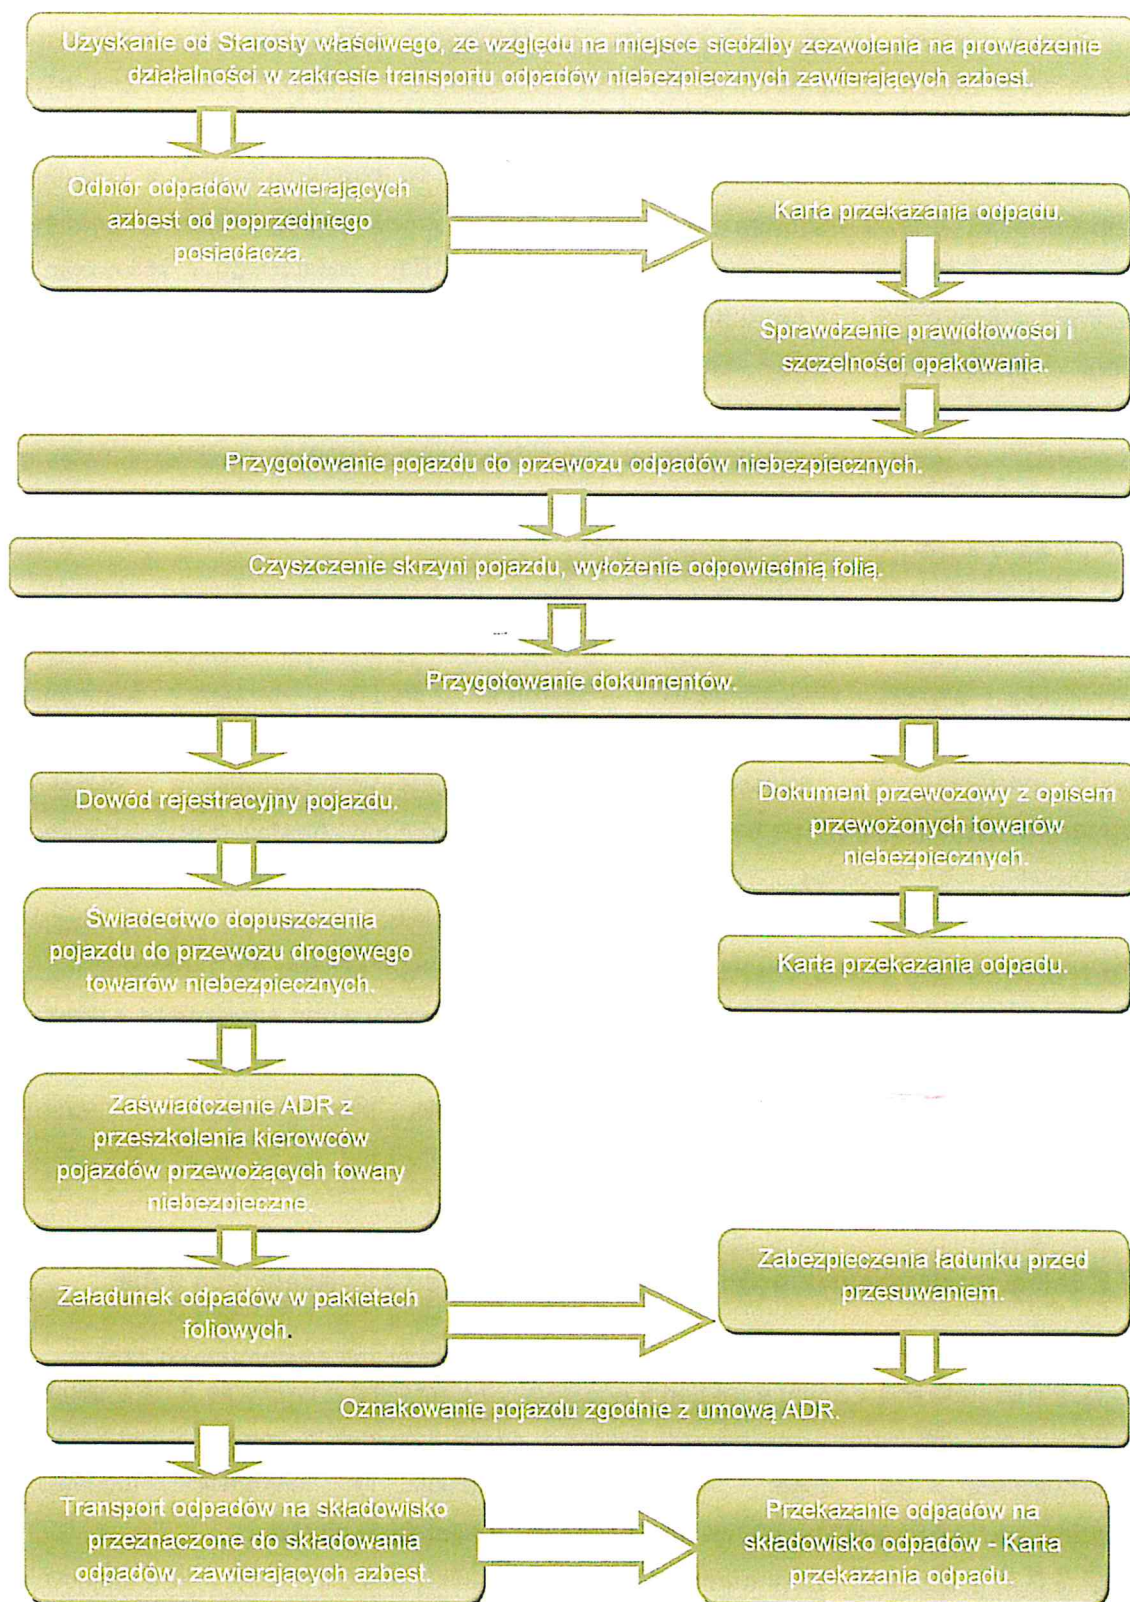 Uzyskanie od Starosty właściwego, ze względu na miejsce siedziby zezwolenia na prowadzenie
działalności w zakresie transportu odpadów niebezpiecznych zawierających azbest.
Odbiór odpadów zawierających
azbest od poprzedniego
posiadacza.
Karta przekazania odpadu.
Sprawdzenie prawidłowości i
szczelności opakowania.
Przygotowanie pojazdu do przewozu odpadów niebezpiecznych.
Czyszczenie skrzyni pojazdu, wyłożenie odpowiednią folią.
Przygotowanie dokumentów.
Dowód rejestracyjny pojazdu.
Świadectwo dopuszczenia
pojazdu do przewozu drogowego
towarów niebezpiecznych.
Zaświadczenie ADR z
przeszkolenia kierowców
pojazdów przewożących towary
niebezpieczne.
Dokument przewozowy z opisem
przewożonych towarów
niebezpiecznych.
Karta przekazania odpadu.
Załadunek odpadów w pakietach
foliowych.
Zabezpieczenia ładunku przed
przesuwaniem.
Oznakowanie pojazdu zgodnie z umową ADR.
Transport odpadów na składowisko
przeznaczone do składowania
odpadów, zawierających azbest.
Przekazanie odpadów na
składowisko odpadów - Karta
przekazania odpadu.